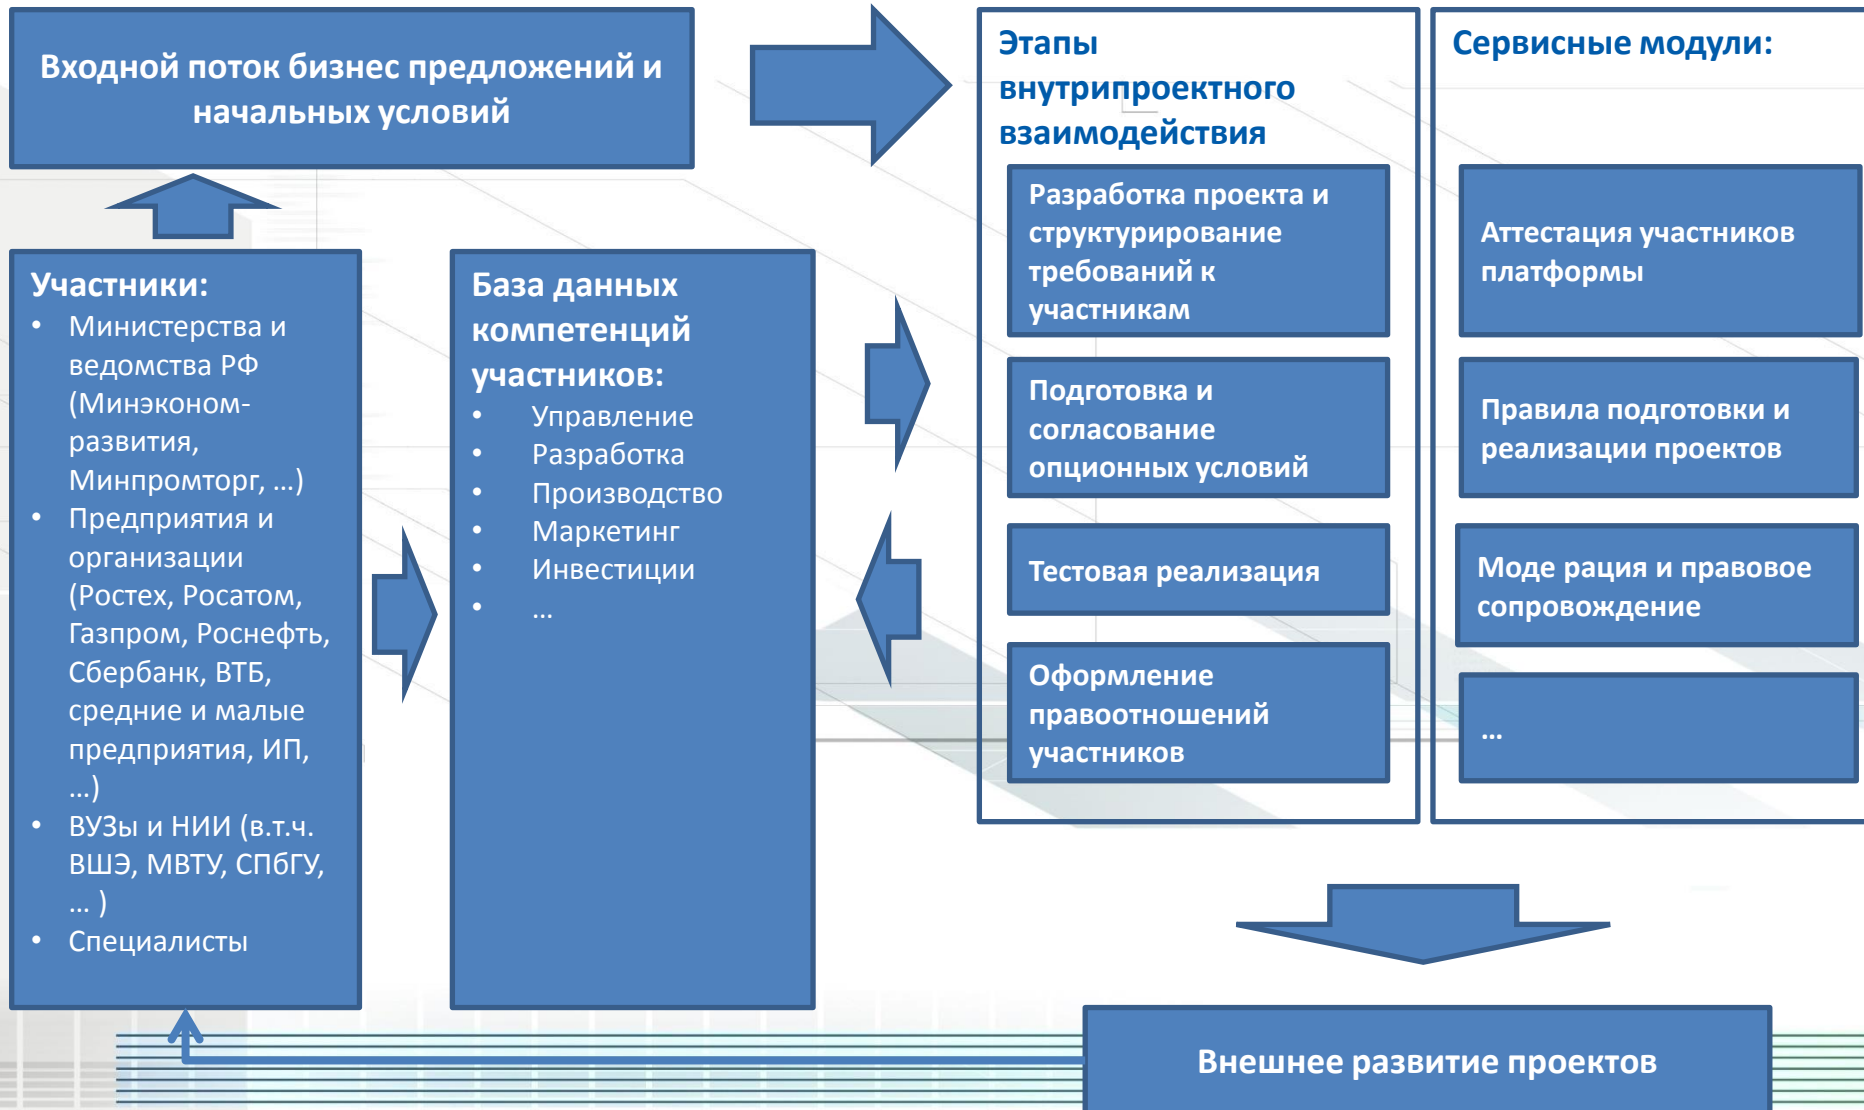 Входной поток бизнес предложений и
начальных условий
Участники:
• Министерства и
ведомства РФ
(Минэконом-
развития,
Минпромторг, …)
• Предприятия и
организации
(Ростех, Росатом,
Газпром, Роснефть,
Сбербанк, ВТБ,
средние и малые
предприятия, ИП,
…)
• ВУЗы и НИИ (в.т.ч.
ВШЭ, МВТУ, СПбГУ,
… )
• Специалисты
База данных
компетенций
участников:
• Управление
• Разработка
• Производство
• Маркетинг
• Инвестиции
• …
Этапы
внутрипроектного
взаимодействия
Разработка проекта и
структурирование
требований к
участникам
Подготовка и
согласование
опционных условий
Тестовая реализация
Оформление
правоотношений
участников
Сервисные модули:
Аттестация участников
платформы
Правила подготовки и
реализации проектов
Моде рация и правовое
сопровождение
…
Внешнее развитие проектов